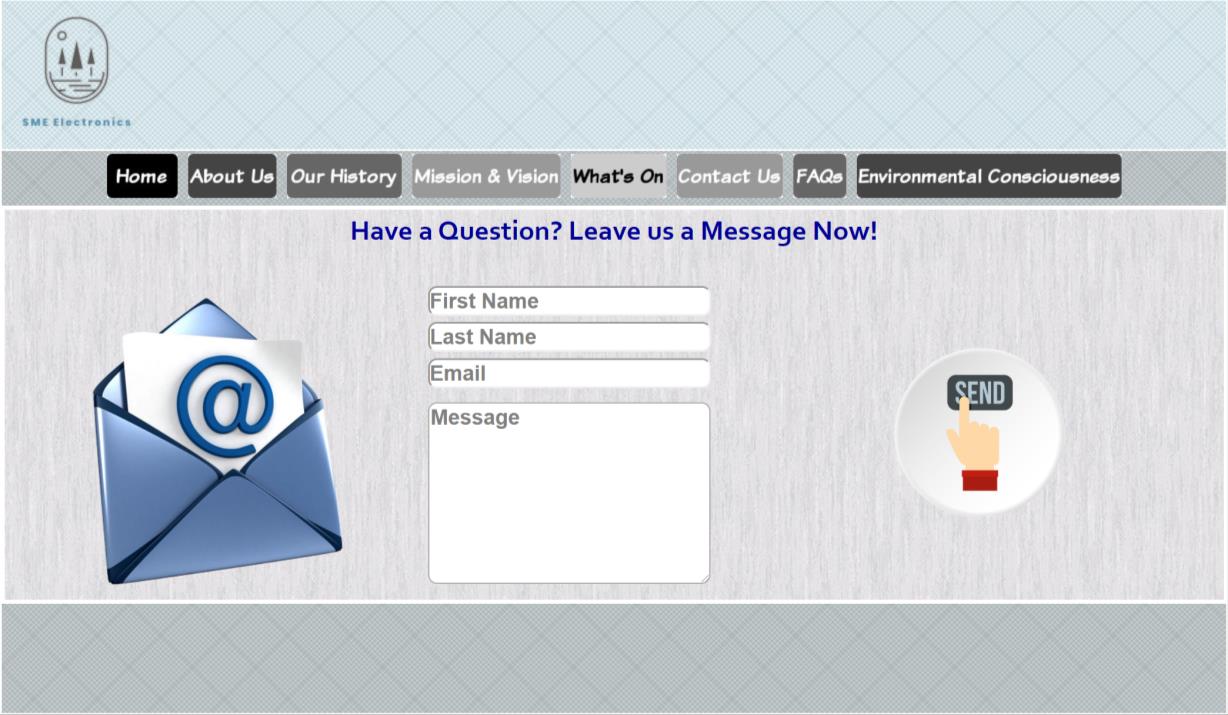 SME Electronics
Home About Us Our History Mission & Vision What's On Contact Us FAQs Environmental Consciousness
Have a Question? Leave us a Message Now!
First Name
Last Name
Email
Message
@
SEND